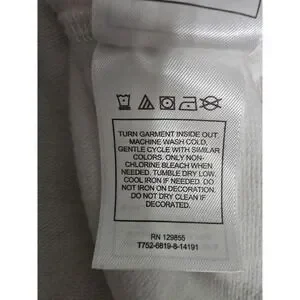 TURN GARMENT INSIDE OUT.
MACHINE WASH COLD,
GENTLE CYCLE WITH SIMILAR
COLORS. ONLY NON-
CHLORINE BLEACH WHEN
NEEDED. TUMBLE DRY LOW.
COOL IRON IF NEEDED. DO
NOT IRON ON DECORATION.
DO NOT DRY CLEAN IF
DECORATED.
RN 129855
T752-6819-8-14191